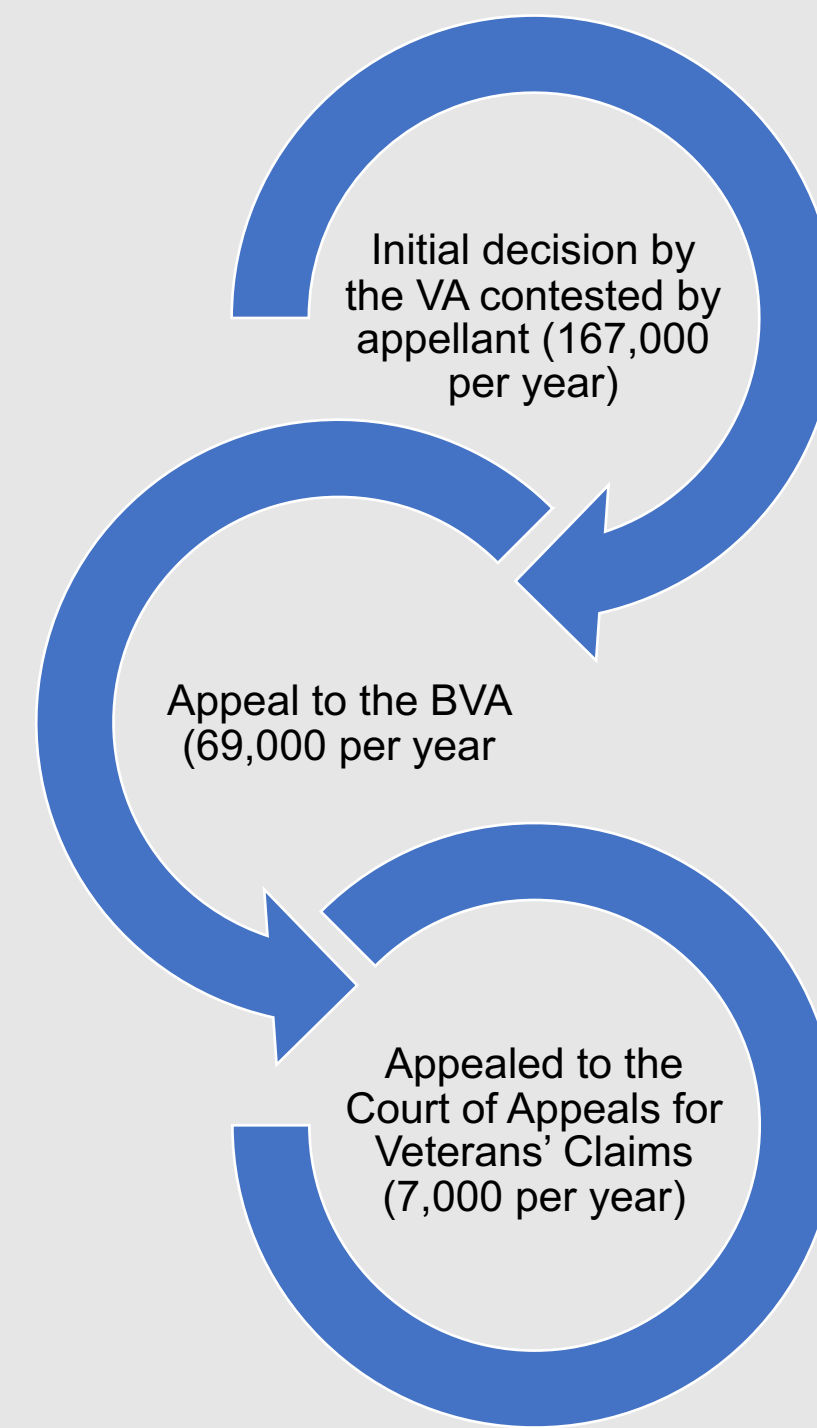 Initial decision by
the VA contested by
appellant (167,000
per year)
Appeal to the BVA
(69,000 per year
Appealed to the
Court of Appeals for
Veterans’ Claims
(7,000 per year)